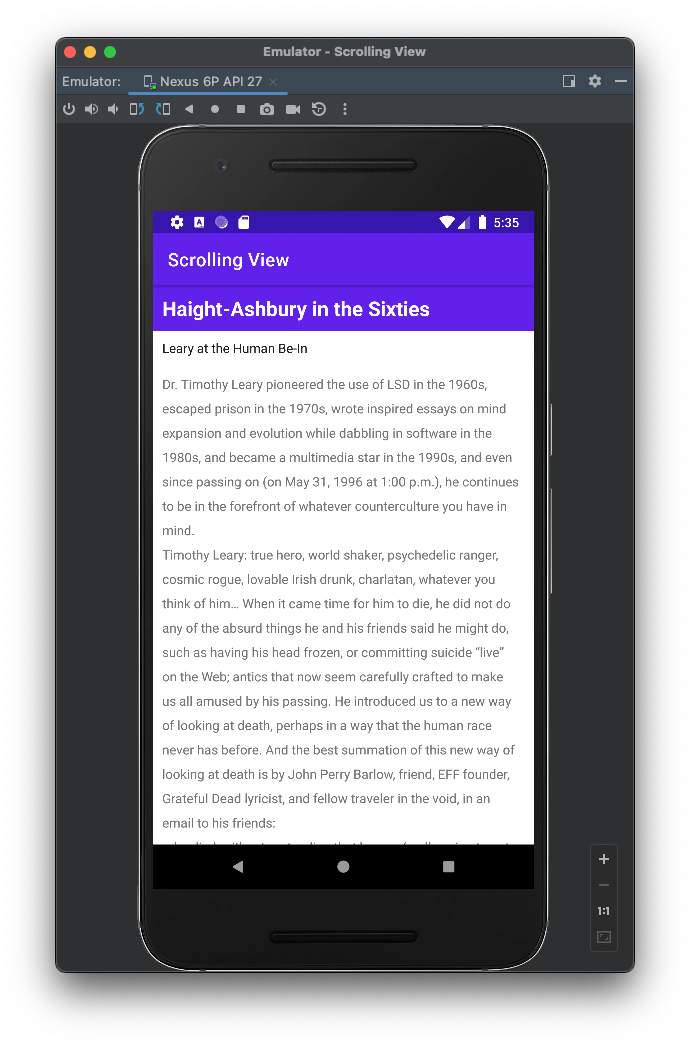 Emulator - Scrolling View
Emulator: Nexus 6P API 27
5:35
Scrolling View
Haight-Ashbury in the Sixties
Leary at the Human Be-In
Dr. Timothy Leary pioneered the use of LSD in the 1960s,
escaped prison in the 1970s, wrote inspired essays on mind
expansion and evolution while dabbling in software in the
1980s, and became a multimedia star in the 1990s, and even
since passing on (on May 31, 1996 at 1:00 p.m.), he continues
to be in the forefront of whatever counterculture you have in
mind.
Timothy Leary: true hero, world shaker, psychedelic ranger,
cosmic rogue, lovable Irish drunk, charlatan, whatever you
think of him… When it came time for him to die, he did not do
any of the absurd things he and his friends said he might do,
such as having his head frozen, or committing suicide “live”
on the Web; antics that now seem carefully crafted to make
us all amused by his passing. He introduced us to a new way
of looking at death, perhaps in a way that the human race
never has before. And the best summation of this new way of
looking at death is by John Perry Barlow, friend, EFF founder,
Grateful Dead lyricist, and fellow traveler in the void, in an
email to his friends:
1:1